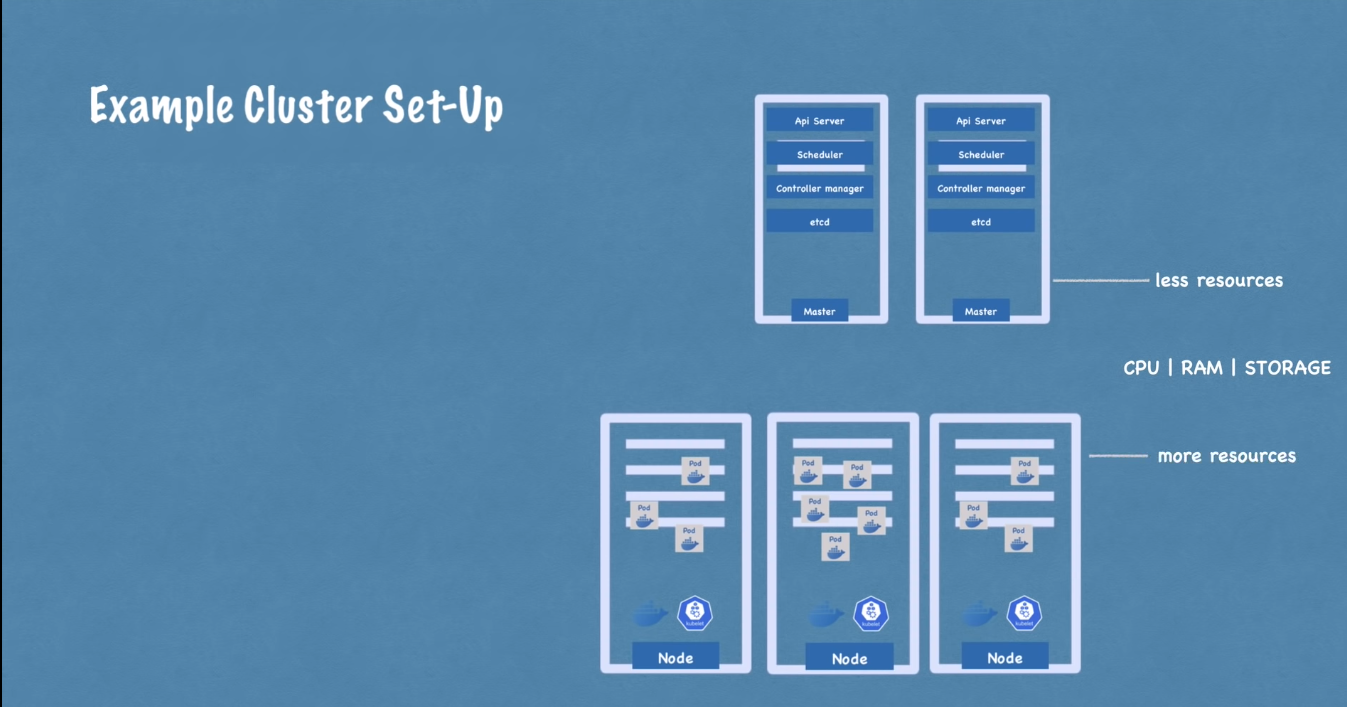 Example Cluster Set-Up
Api Server
Scheduler
Controller manager
etcd
Master
Api Server
Scheduler
Controller manager
etcd
Master
less resources
CPU | RAM | STORAGE
more resources
Pod
Pod
Pod
kubelet
Node
Pod
Pod
Pod
Pod
Pod
kubelet
Node
Pod
Pod
Pod
kubelet
Node